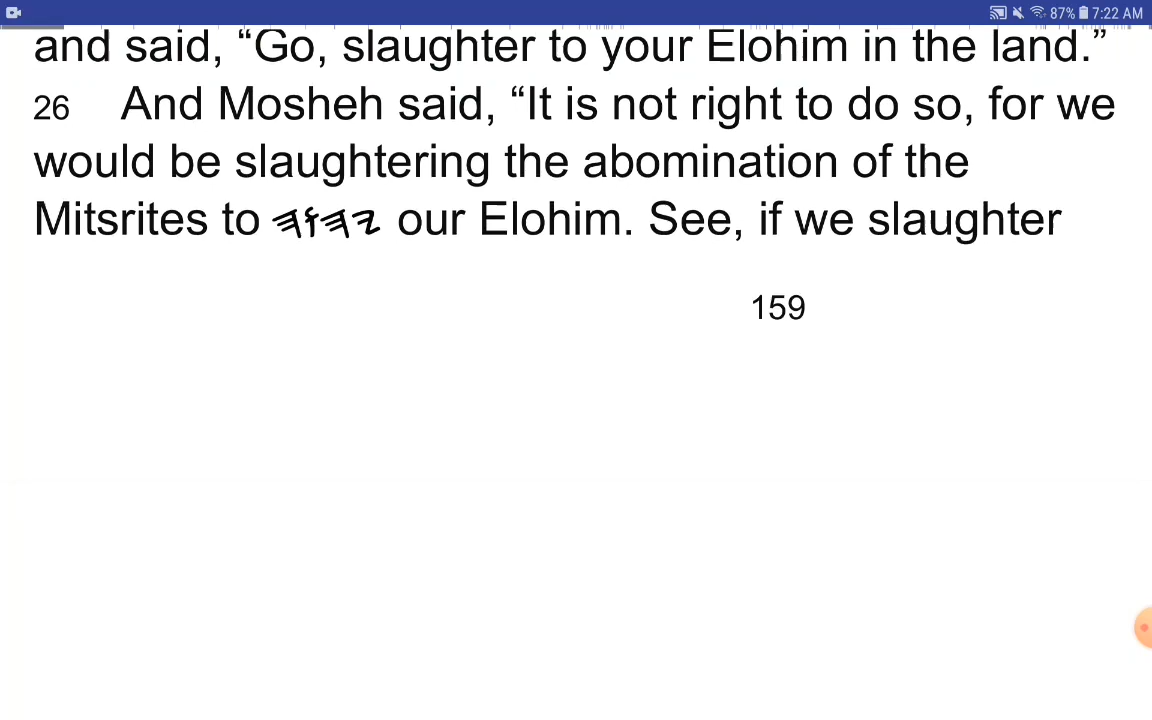 87% 7:22 AM
and said, “Go, slaughter to your Elohim in the land.”
26 And Mosheh said, “It is not right to do so, for we
would be slaughtering the abomination of the
Mitsrites to 𐤉𐤄𐤅𐤄 our Elohim. See, if we slaughter
159